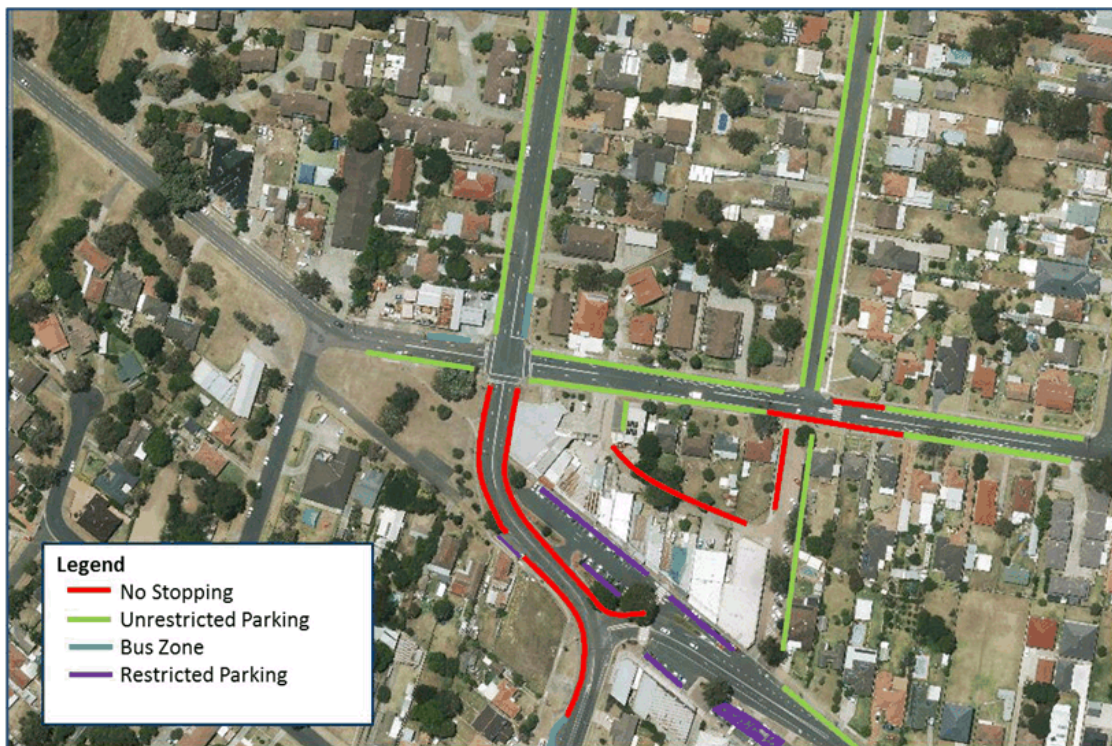 Legend
No Stopping
Unrestricted Parking
Bus Zone
Restricted Parking